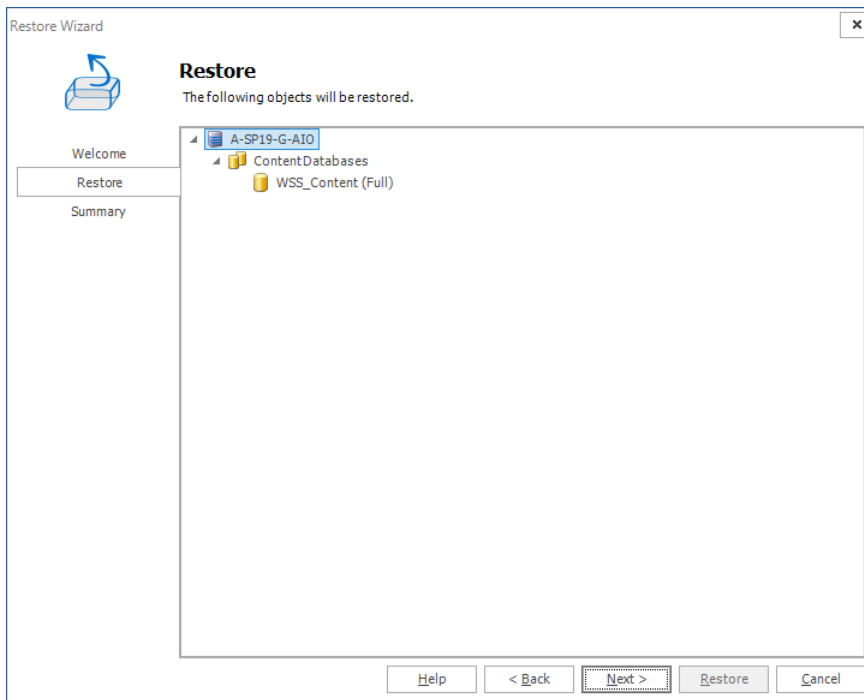 Restore Wizard
Restore
The following objects will be restored.
Welcome
Restore
Summary
A-SP19-G-AIO
ContentDatabases
WSS_Content (Full)
Help
< Back
Next >
Restore
Cancel